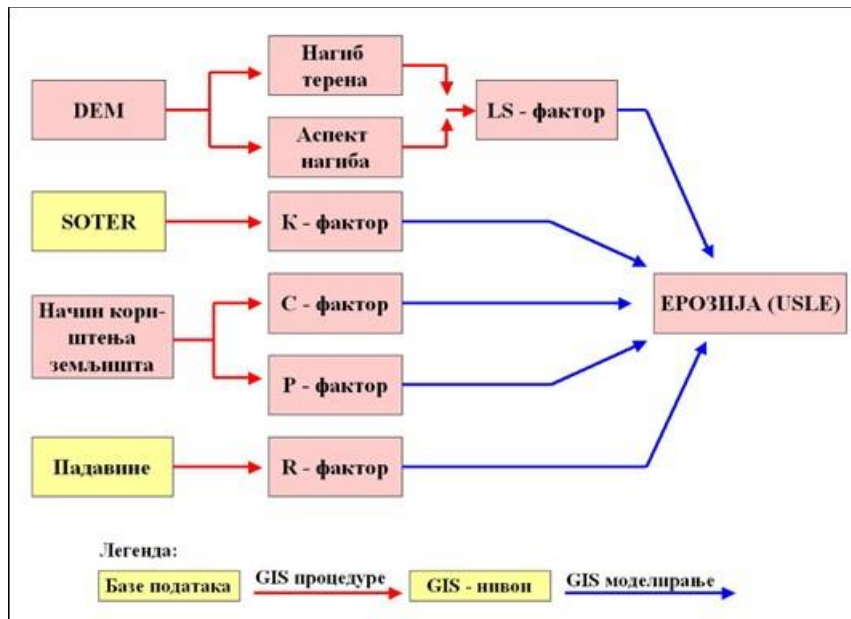 Нагиб
терена
DEM
LS - фактор
Аспект
нагиба
SOTER
К - фактор
Начин кори-
штења
земљишта
С - фактор
ЕРОЗИЈА (USLE)
Р - фактор
Падавине
R - фактор
Легенда:
Базе података
GIS процедуре
GIS - нивои
GIS моделирање